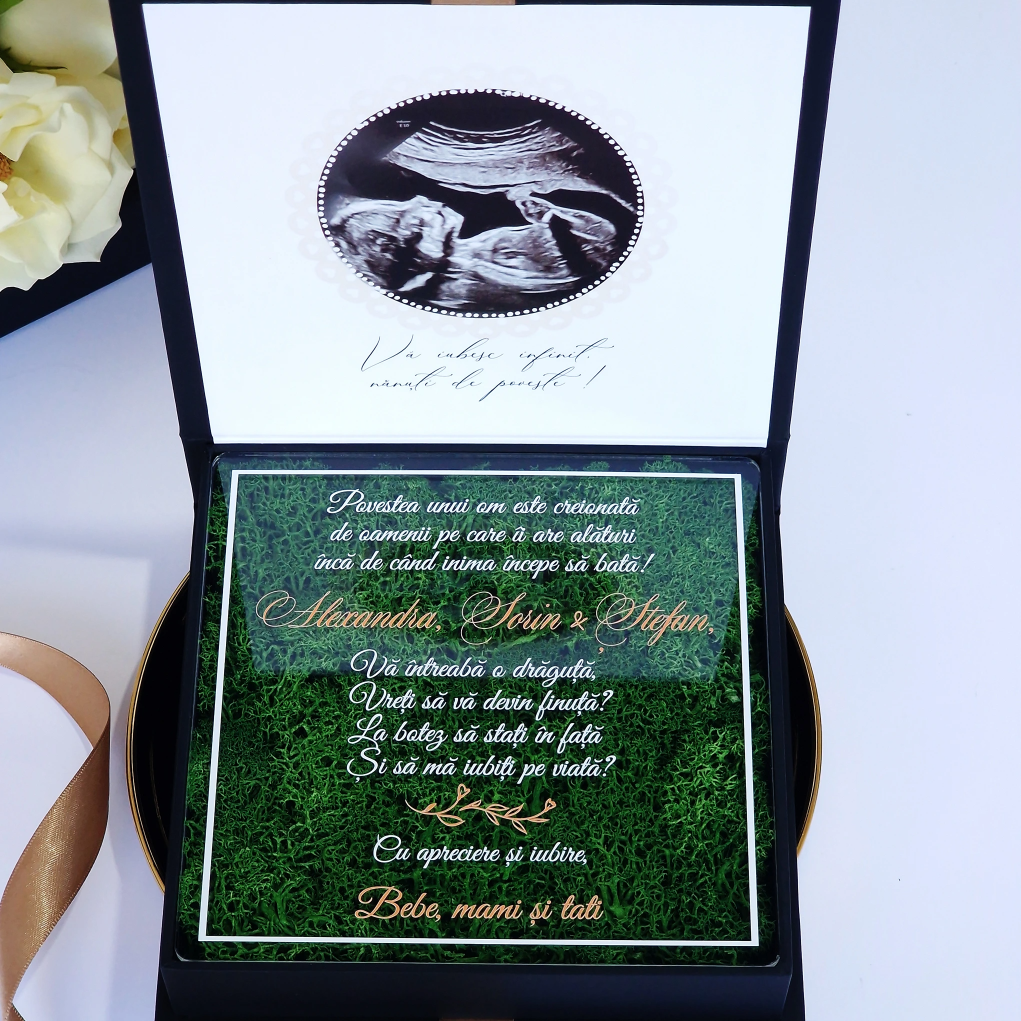 Vă iubesc infinit,
nănuți de poveste !
Povestea unui om este creionată
de oamenii pe care îi are alături
încă de când inima începe să bată!
Alexandra, Sorin & Ștefan,
Vă întreabă o drăguță,
Vreți să vă devin finuță?
La botez să stați în față
Și să mă iubiți pe viață?
Cu apreciere și iubire,
Bebe, mami și tati